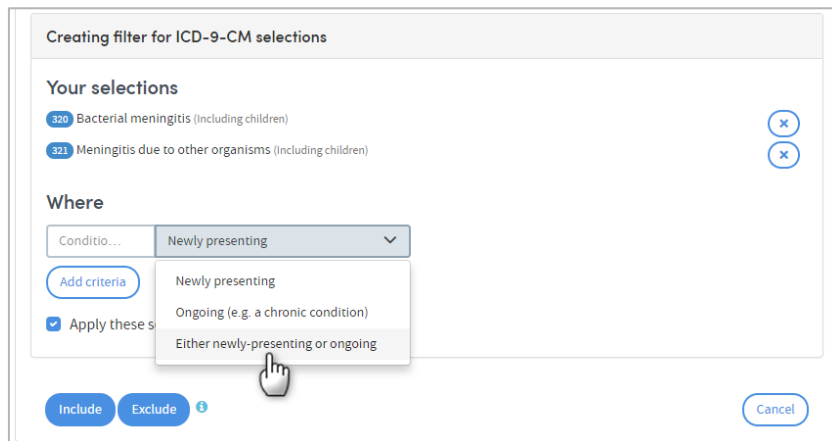 Creating filter for ICD-9-CM selections
Your selections
320 Bacterial meningitis (Including children)
321 Meningitis due to other organisms (Including children)
Where
Conditio... Newly presenting
Add criteria
Newly presenting
Ongoing (e.g. a chronic condition)
Apply these s
Either newly-presenting or ongoing
Include Exclude Cancel